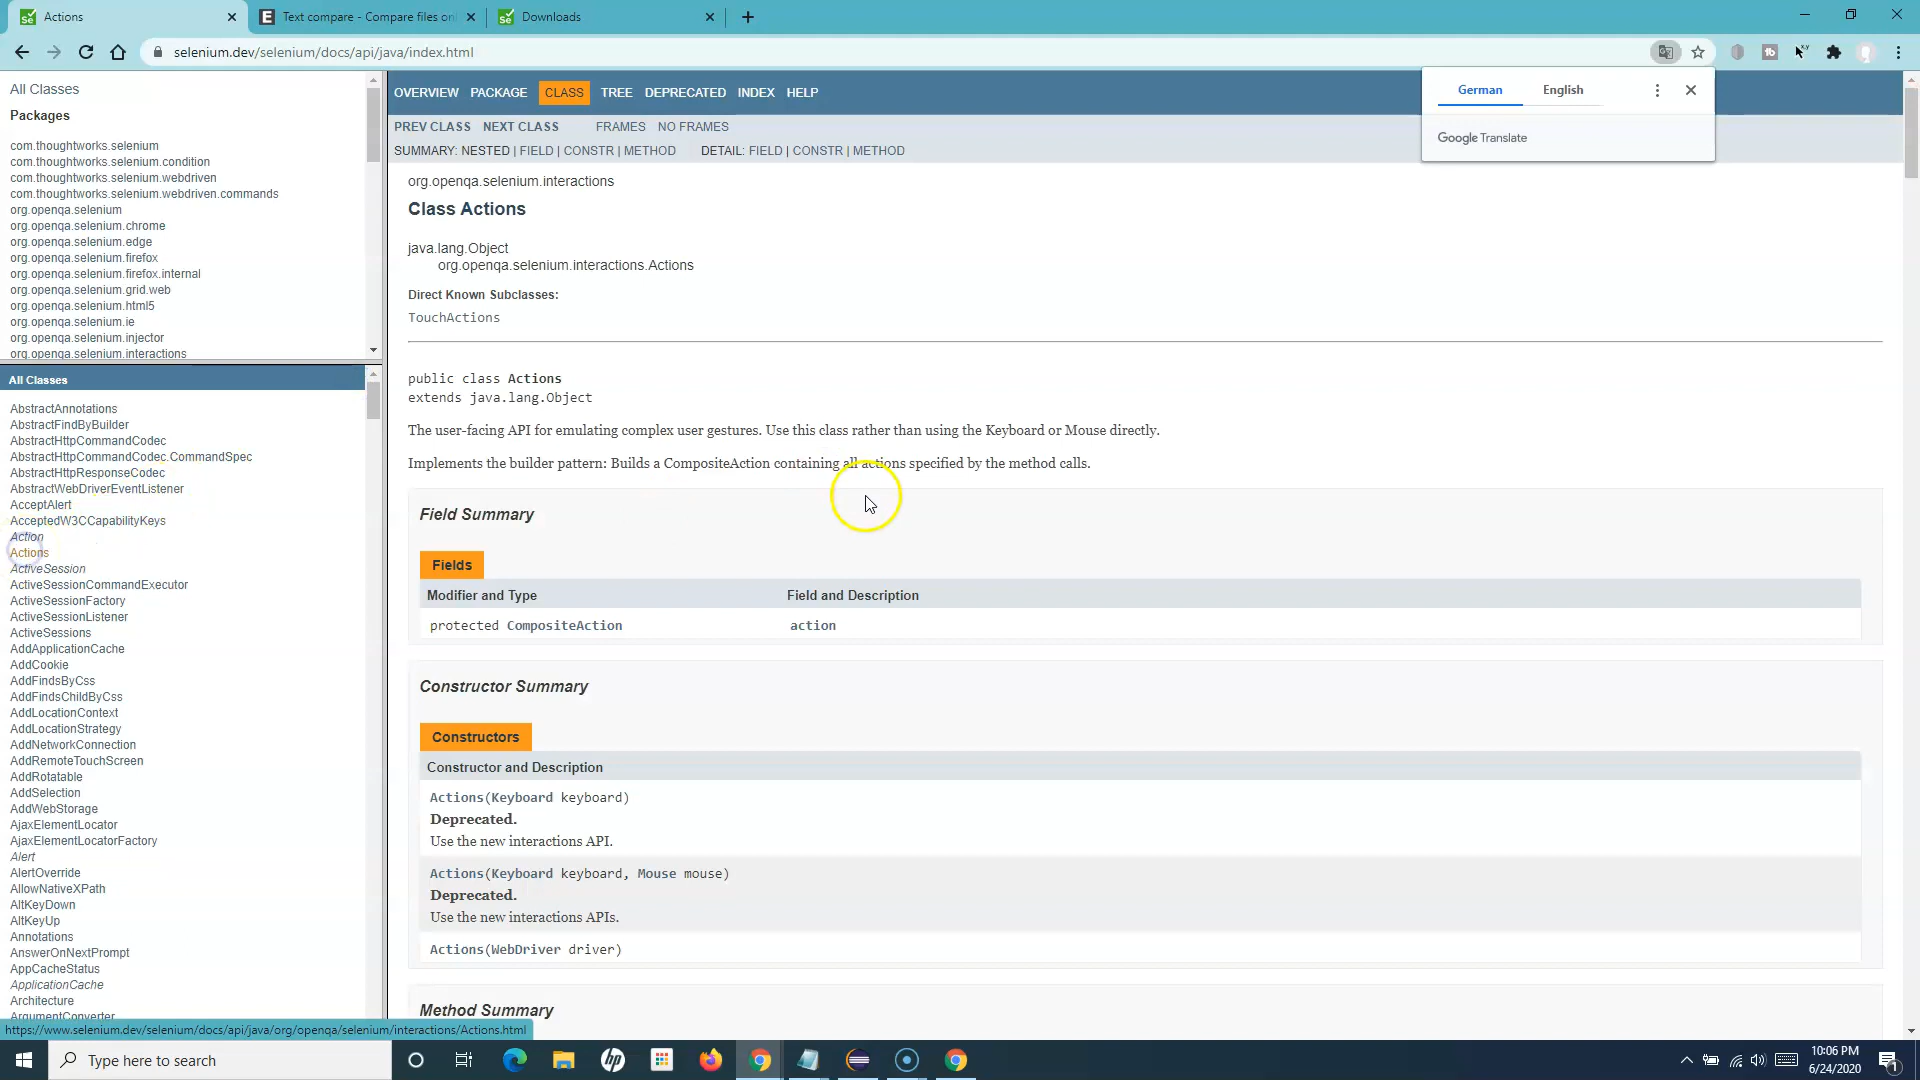 Actions
Text compare - Compare files onl
Downloads
selenium.dev/selenium/docs/api/java/index.html
German
English
Google Translate
All Classes
Packages
com.thoughtworks.selenium
com.thoughtworks.selenium.condition
com.thoughtworks.selenium.webdriven
com.thoughtworks.selenium.webdriven.commands
org.openqa.selenium
org.openqa.selenium.chrome
org.openqa.selenium.edge
org.openqa.selenium.firefox
org.openqa.selenium.firefox.internal
org.openqa.selenium.grid.web
org.openqa.selenium.html5
org.openqa.selenium.ie
org.openqa.selenium.injector
org.openqa.selenium.interactions
All Classes
AbstractAnnotations
AbstractFindByBuilder
AbstractHttpCommandCodec
AbstractHttpCommandCodec.CommandSpec
AbstractHttpResponseCodec
AbstractWebDriverEventListener
AcceptAlert
AcceptedW3CCapabilityKeys
Action
Actions
ActiveSession
ActiveSessionCommandExecutor
ActiveSessionFactory
ActiveSessionListener
ActiveSessions
AddApplicationCache
AddCookie
AddFindsByCss
AddFindsChildByCss
AddLocationContext
AddLocationStrategy
AddNetworkConnection
AddRemoteTouchScreen
AddRotatable
AddSelection
AddWebStorage
AjaxElementLocator
AjaxElementLocatorFactory
Alert
AlertOverride
AllowNativeXPath
AltKeyDown
AltKeyUp
Annotations
AnswerOnNextPrompt
AppCacheStatus
ApplicationCache
Architecture
ArgumentConverter
https://www.selenium.dev/selenium/docs/api/java/org/openqa/selenium/interactions/Actions.html
OVERVIEW PACKAGE CLASS TREE DEPRECATED INDEX HELP
PREV CLASS NEXT CLASS FRAMES NO FRAMES
SUMMARY: NESTED | FIELD | CONSTR | METHOD DETAIL: FIELD | CONSTR | METHOD
org.openqa.selenium.interactions
Class Actions
java.lang.Object
org.openqa.selenium.interactions.Actions
Direct Known Subclasses:
TouchActions
public class Actions
extends java.lang.Object
The user-facing API for emulating complex user gestures. Use this class rather than using the Keyboard or Mouse directly.
Implements the builder pattern: Builds a CompositeAction containing all actions specified by the method calls.
Field Summary
Fields
Modifier and Type Field and Description
protected CompositeAction action
Constructor Summary
Constructors
Constructor and Description
Actions(Keyboard keyboard)
Deprecated.
Use the new interactions API.
Actions(Keyboard keyboard, Mouse mouse)
Deprecated.
Use the new interactions APIs.
Actions(WebDriver driver)
Method Summary
Type here to search
10:06 PM
6/24/2020